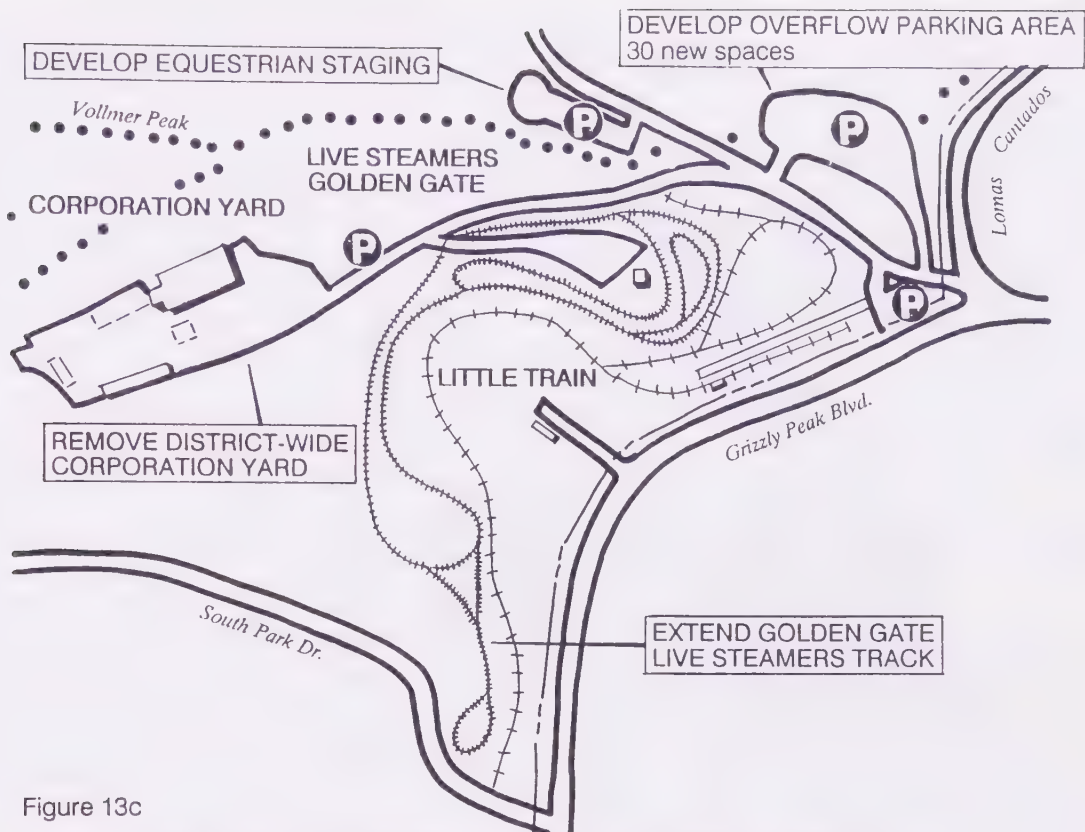 DEVELOP OVERFLOW PARKING AREA
30 new spaces
DEVELOP EQUESTRIAN STAGING
Vollmer Peak
P
P
LIVE STEAMERS
GOLDEN GATE
CORPORATION YARD
P
Lomas Cantados
P
LITTLE TRAIN
Grizzly Peak Blvd.
REMOVE DISTRICT-WIDE
CORPORATION YARD
South Park Dr.
EXTEND GOLDEN GATE
LIVE STEAMERS TRACK
Figure 13c